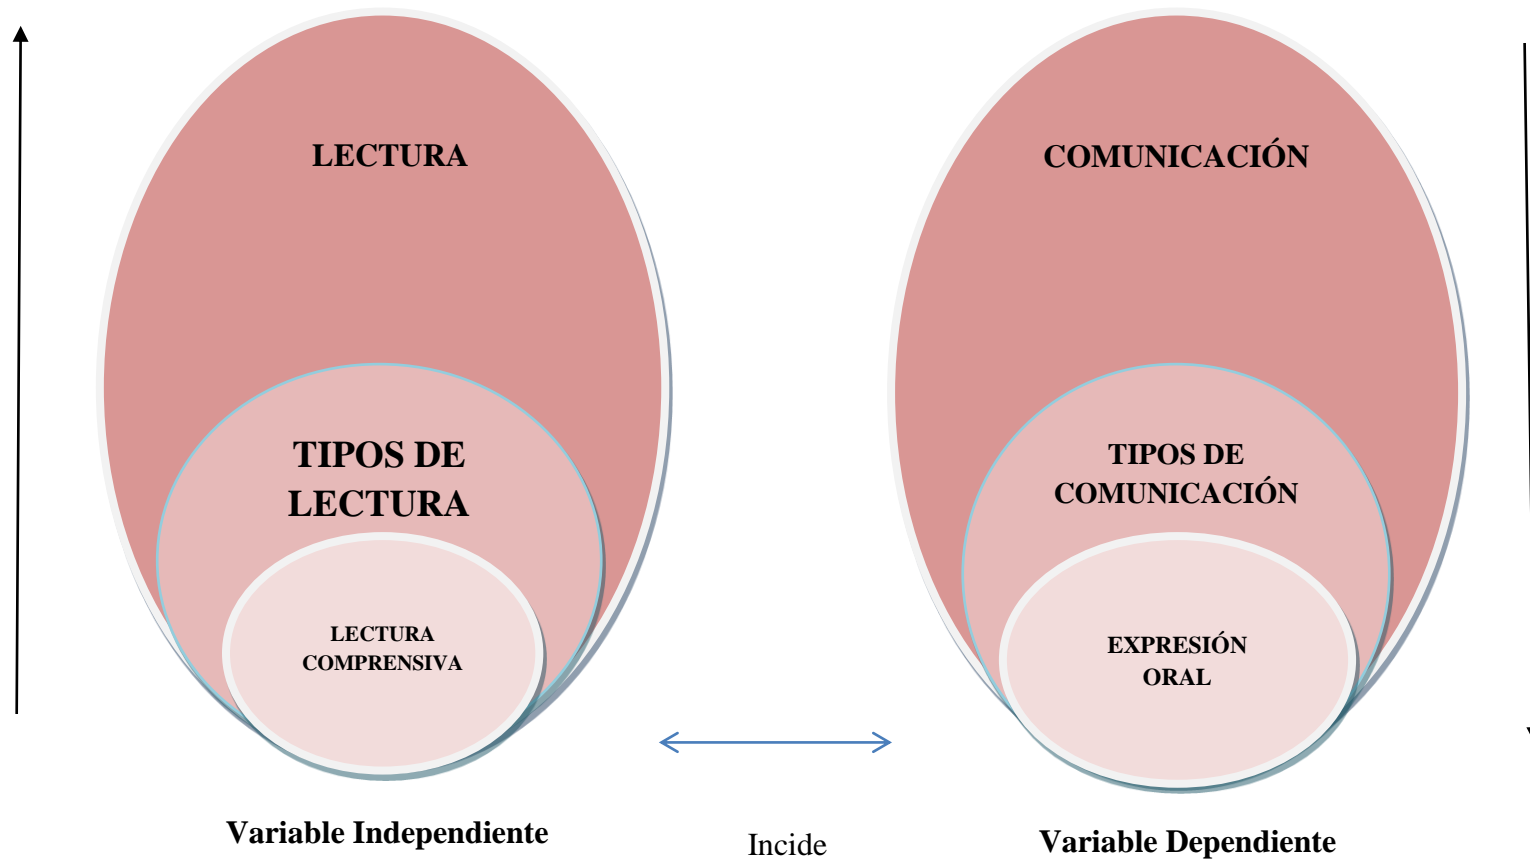 LECTURA
TIPOS DE
LECTURA
LECTURA
COMPRENSIVA
Variable Independiente
Incide
COMUNICACIÓN
TIPOS DE
COMUNICACIÓN
EXPRESIÓN
ORAL
Variable Dependiente